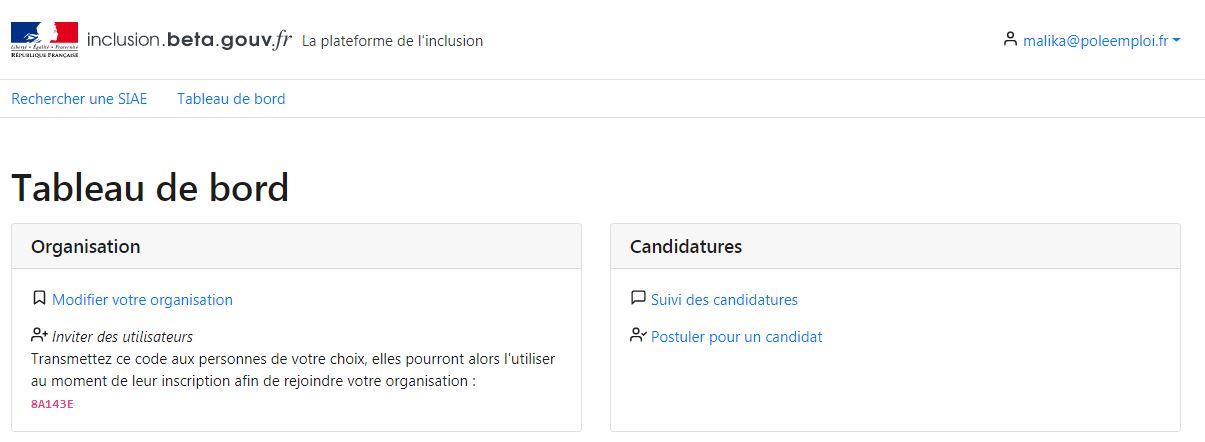 Liberté • Égalité • Fraternité
RÉPUBLIQUE FRANÇAISE
inclusion.beta.gouv.fr La plateforme de l'inclusion
malika@poleemploi.fr
Rechercher une SIAE Tableau de bord
Tableau de bord
Organisation
Modifier votre organisation
Inviter des utilisateurs
Transmettez ce code aux personnes de votre choix, elles pourront alors l'utiliser
au moment de leur inscription afin de rejoindre votre organisation :
8A143E
Candidatures
Suivi des candidatures
Postuler pour un candidat